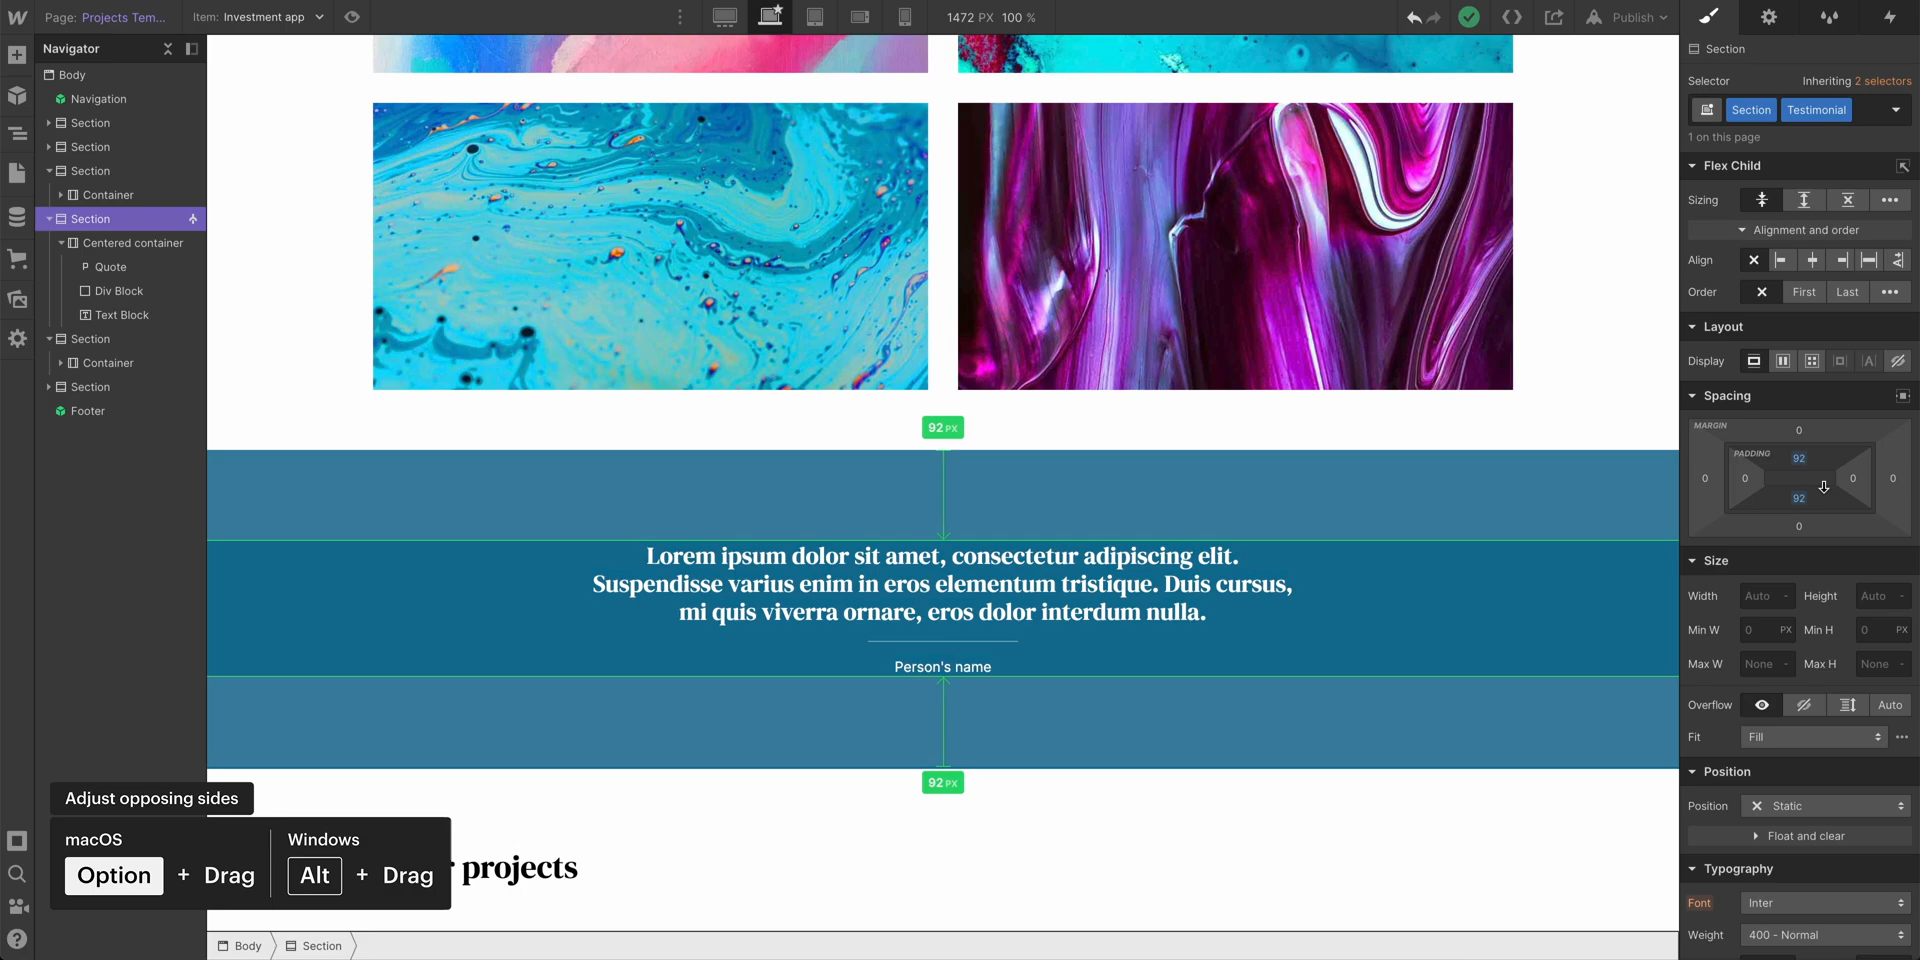 Page: Projects Tem...
Item: Investment app
1472 PX 100 %
Publish
Navigator
Body
Navigation
Section
Section
Section
Container
Section
Centered container
Quote
Div Block
Text Block
Section
Container
Section
Footer
92 PX
Lorem ipsum dolor sit amet, consectetur adipiscing elit.
Suspendisse varius enim in eros elementum tristique. Duis cursus,
mi quis viverra ornare, eros dolor interdum nulla.
Person's name
92 PX
projects
Adjust opposing sides
macOS
Option + Drag
Windows
Alt + Drag
Body
Section
Section
Selector
Inheriting 2 selectors
Section Testimonial
1 on this page
Flex Child
Sizing
Alignment and order
Align
Order
First Last
Layout
Display
Spacing
MARGIN
0
PADDING
92
0 0 0 0
92
0
Size
Width Auto - Height Auto -
Min W 0 PX Min H 0 PX
Max W None - Max H None -
Overflow Auto
Fit Fill
Position
Position Static
Float and clear
Typography
Font Inter
Weight 400 - Normal